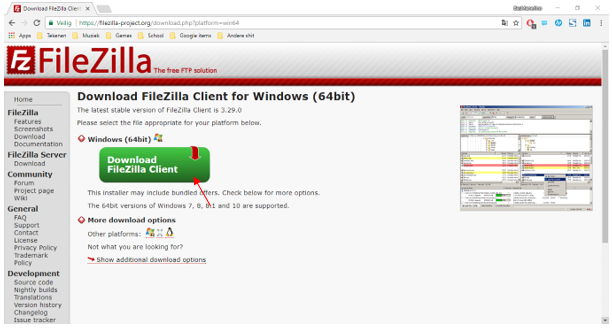 Download FileZilla Client
Veilig
https://filezilla-project.org/download.php?platform=win64
Apps
Tekenen
Muziek
Games
School
Google items
Andere shit
FileZilla
The free FTP solution
Home
FileZilla
Features
Screenshots
Download
Documentation
FileZilla Server
Download
Community
Forum
Project page
Wiki
General
FAQ
Support
Contact
License
Privacy Policy
Trademark
Policy
Development
Source code
Nightly builds
Translations
Version history
Changelog
Issue tracker
Download FileZilla Client for Windows (64bit)
The latest stable version of FileZilla Client is 3.29.0
Please select the file appropriate for your platform below.
Windows (64bit)
Download
FileZilla Client
This installer may include bundled offers. Check below for more options.
The 64bit versions of Windows 7, 8, 8.1 and 10 are supported.
More download options
Other platforms:
Not what you are looking for?
Show additional download options